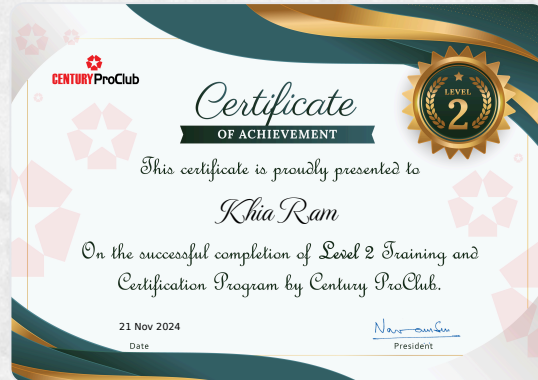 CENTURY ProClub
LEVEL
2
Certificate
OF ACHIEVEMENT
This certificate is proudly presented to
Khia Ram
On the successful completion of Level 2 Training and
Certification Program by Century ProClub.
21 Nov 2024
Date
President